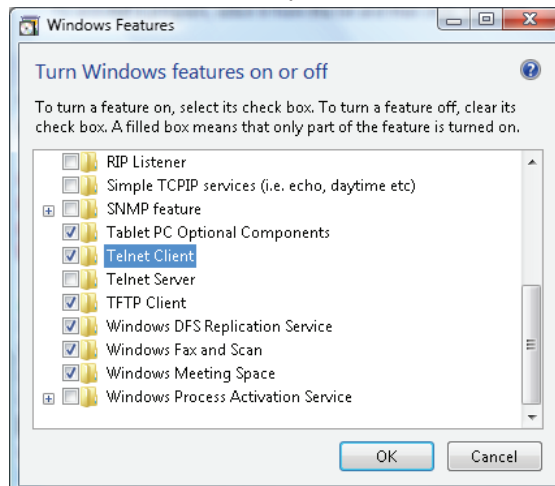 Windows Features
Turn Windows features on or off
To turn a feature on, select its check box. To turn a feature off, clear its
check box. A filled box means that only part of the feature is turned on.
RIP Listener
Simple TCPIP services (i.e. echo, daytime etc)
SNMP feature
Tablet PC Optional Components
Telnet Client
Telnet Server
TFTP Client
Windows DFS Replication Service
Windows Fax and Scan
Windows Meeting Space
Windows Process Activation Service
OK Cancel